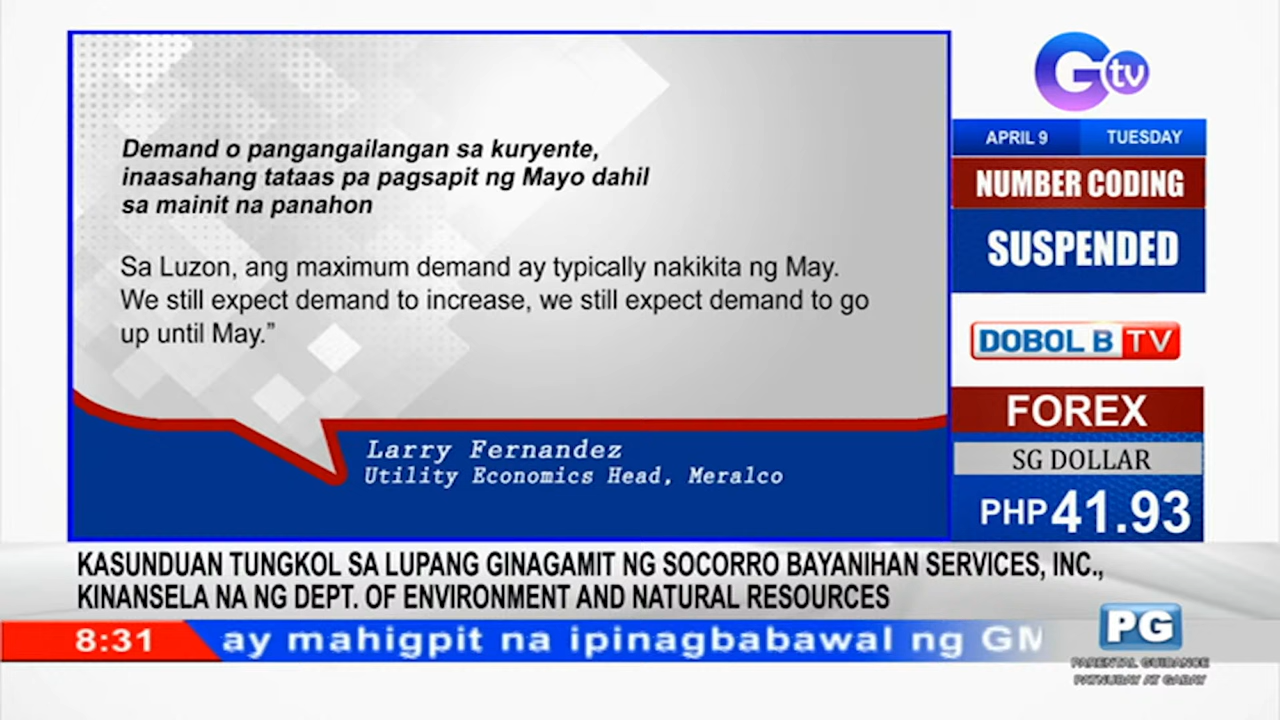 Demand o pangangailangan sa kuryente,
inaasahang tataas pa pagsapit ng Mayo dahil
sa mainit na panahon
Sa Luzon, ang maximum demand ay typically nakikita ng May.
We still expect demand to increase, we still expect demand to go
up until May.”
Larry Fernandez
Utility Economics Head, Meralco
Gtv
APRIL 9 TUESDAY
NUMBER CODING
SUSPENDED
DOBOL B TV
FOREX
SG DOLLAR
PHP 41.93
KASUNDUAN TUNGKOL SA LUPANG GINAGAMIT NG SOCORRO BAYANIHAN SERVICES, INC.,
KINANSELA NA NG DEPT. OF ENVIRONMENT AND NATURAL RESOURCES
8:31 ay mahigpit na ipinagbabawal ng GM
PG
PARENTAL GUIDANCE
PATNUBAY AT GABAY